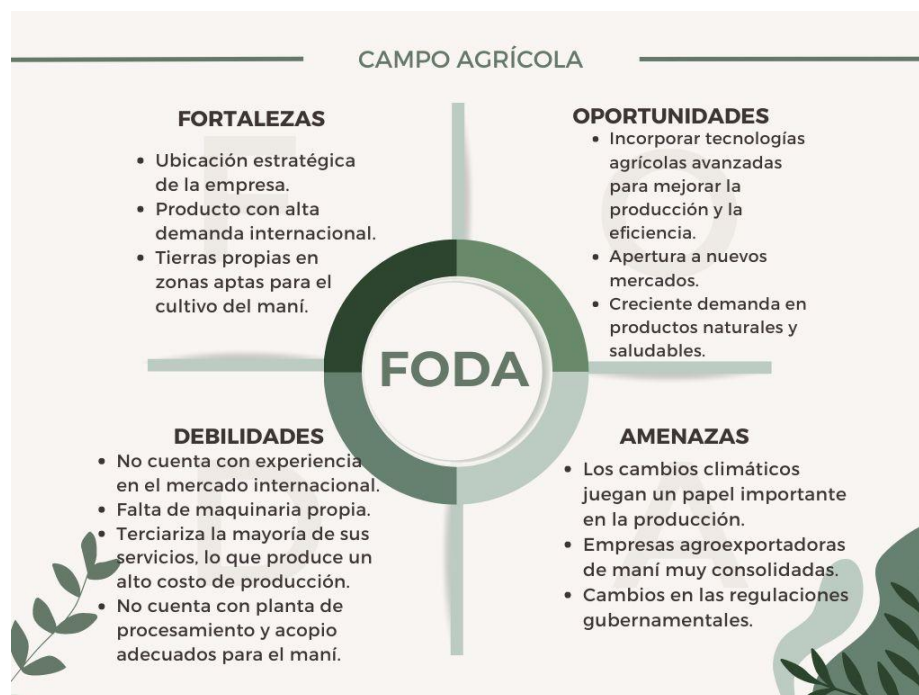 CAMPO AGRÍCOLA
FORTALEZAS
• Ubicación estratégica
de la empresa.
• Producto con alta
demanda internacional.
• Tierras propias en
zonas aptas para el
cultivo del maní.
OPORTUNIDADES
• Incorporar tecnologías
agrícolas avanzadas
para mejorar la
producción y la
eficiencia.
• Apertura a nuevos
mercados.
• Creciente demanda en
productos naturales y
saludables.
FODA
DEBILIDADES
• No cuenta con experiencia
en el mercado internacional.
• Falta de maquinaria propia.
• Terciariza la mayoría de sus
servicios, lo que produce un
alto costo de producción.
• No cuenta con planta de
procesamiento y acopio
adecuados para el maní.
AMENAZAS
• Los cambios climáticos
juegan un papel importante
en la producción.
• Empresas agroexportadoras
de maní muy consolidadas.
• Cambios en las regulaciones
gubernamentales.
F
O
D
A